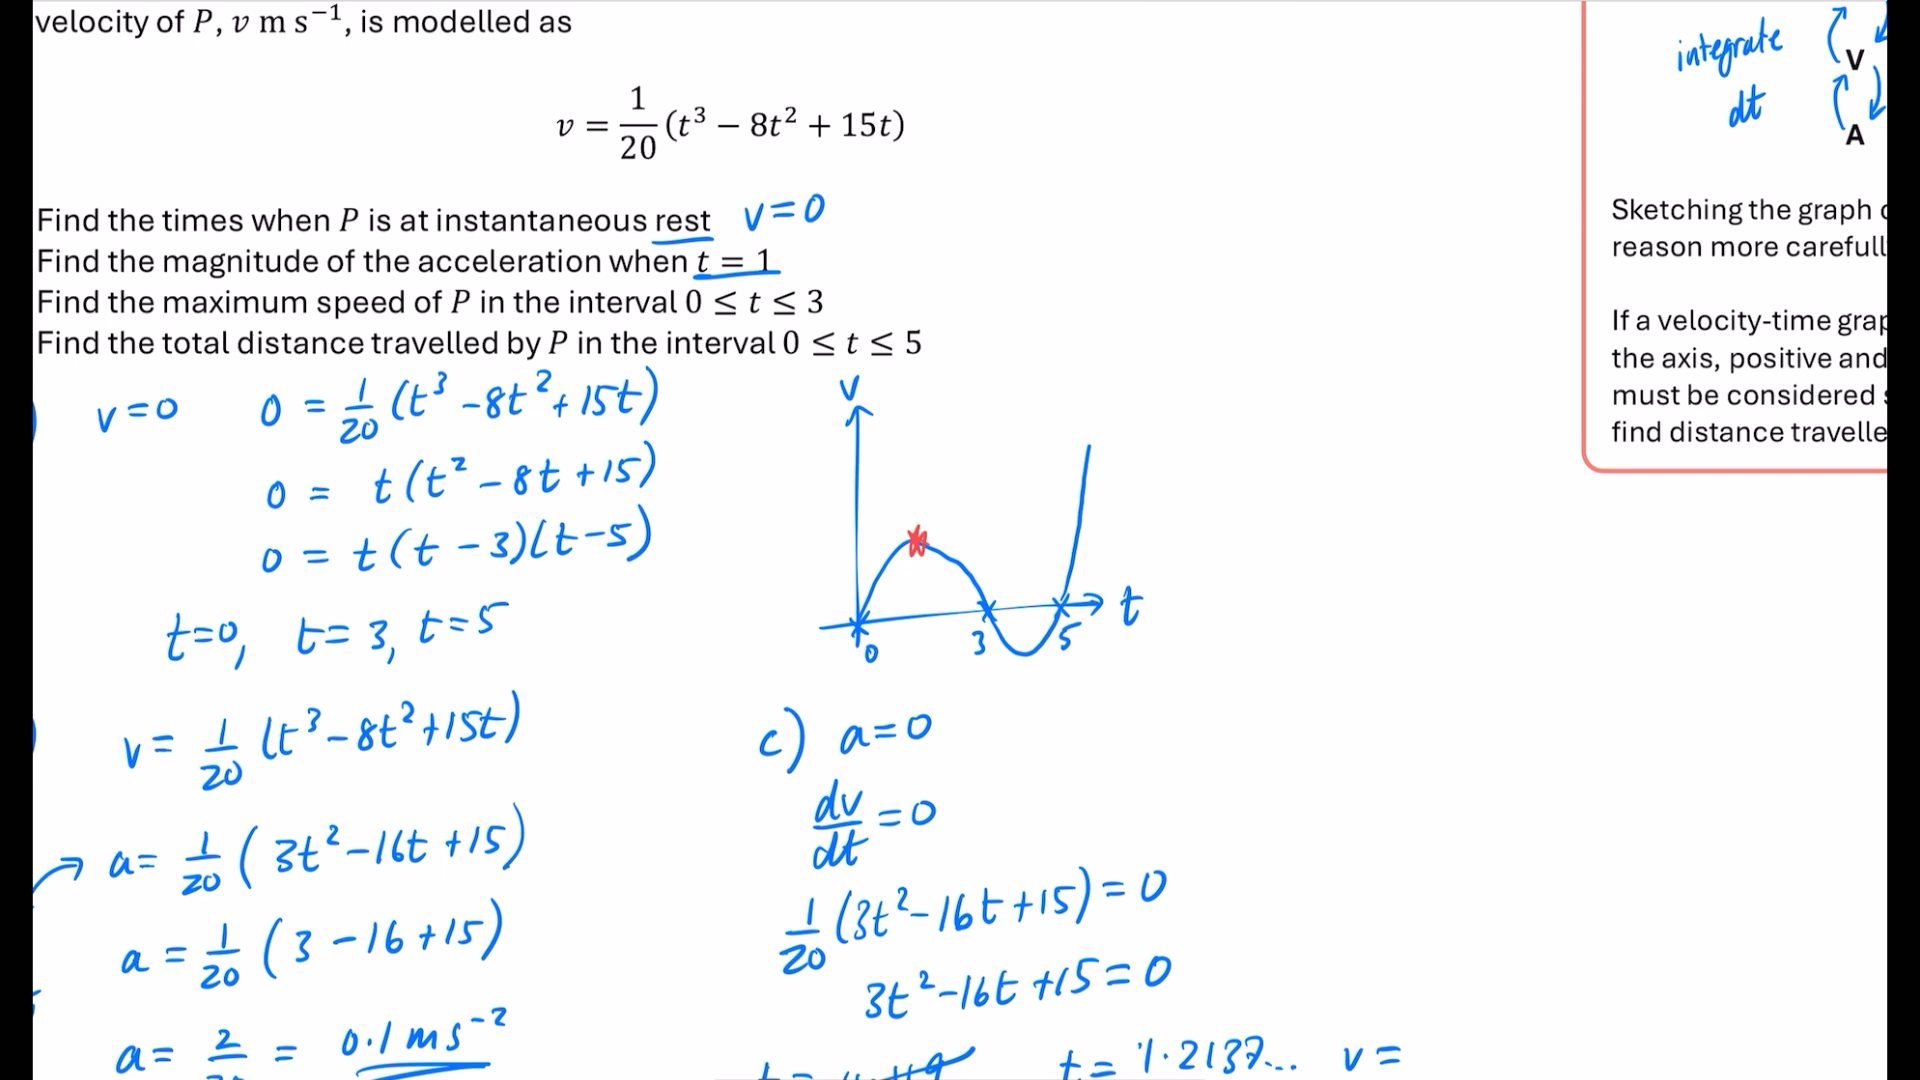 velocity of P, v m s⁻¹, is modelled as
v = 1/20 (t³ − 8t² + 15t)
Find the times when P is at instantaneous rest v=0
Find the magnitude of the acceleration when t = 1
Find the maximum speed of P in the interval 0 ≤ t ≤ 3
Find the total distance travelled by P in the interval 0 ≤ t ≤ 5
v=0 0 = 1/20 (t³ -8t²+ 15t)
0 = t(t² - 8t +15)
0 = t(t - 3)(t-5)
t=0, t= 3, t=5
v= 1/20 (t³-8t²+15t)
a= 1/20 (3t²-16t +15)
a = 1/20 (3 -16 +15)
a= 2/ = 0.1 ms⁻²
v
t
0 3 5
c) a=0
dv/dt =0
1/20 (3t²-16t +15) = 0
3t²-16t +15 = 0
t = 1.2137... v =
integrate
dt
V
A
Sketching the graph
reason more carefull
If a velocity-time grap
the axis, positive and
must be considered
find distance travelle